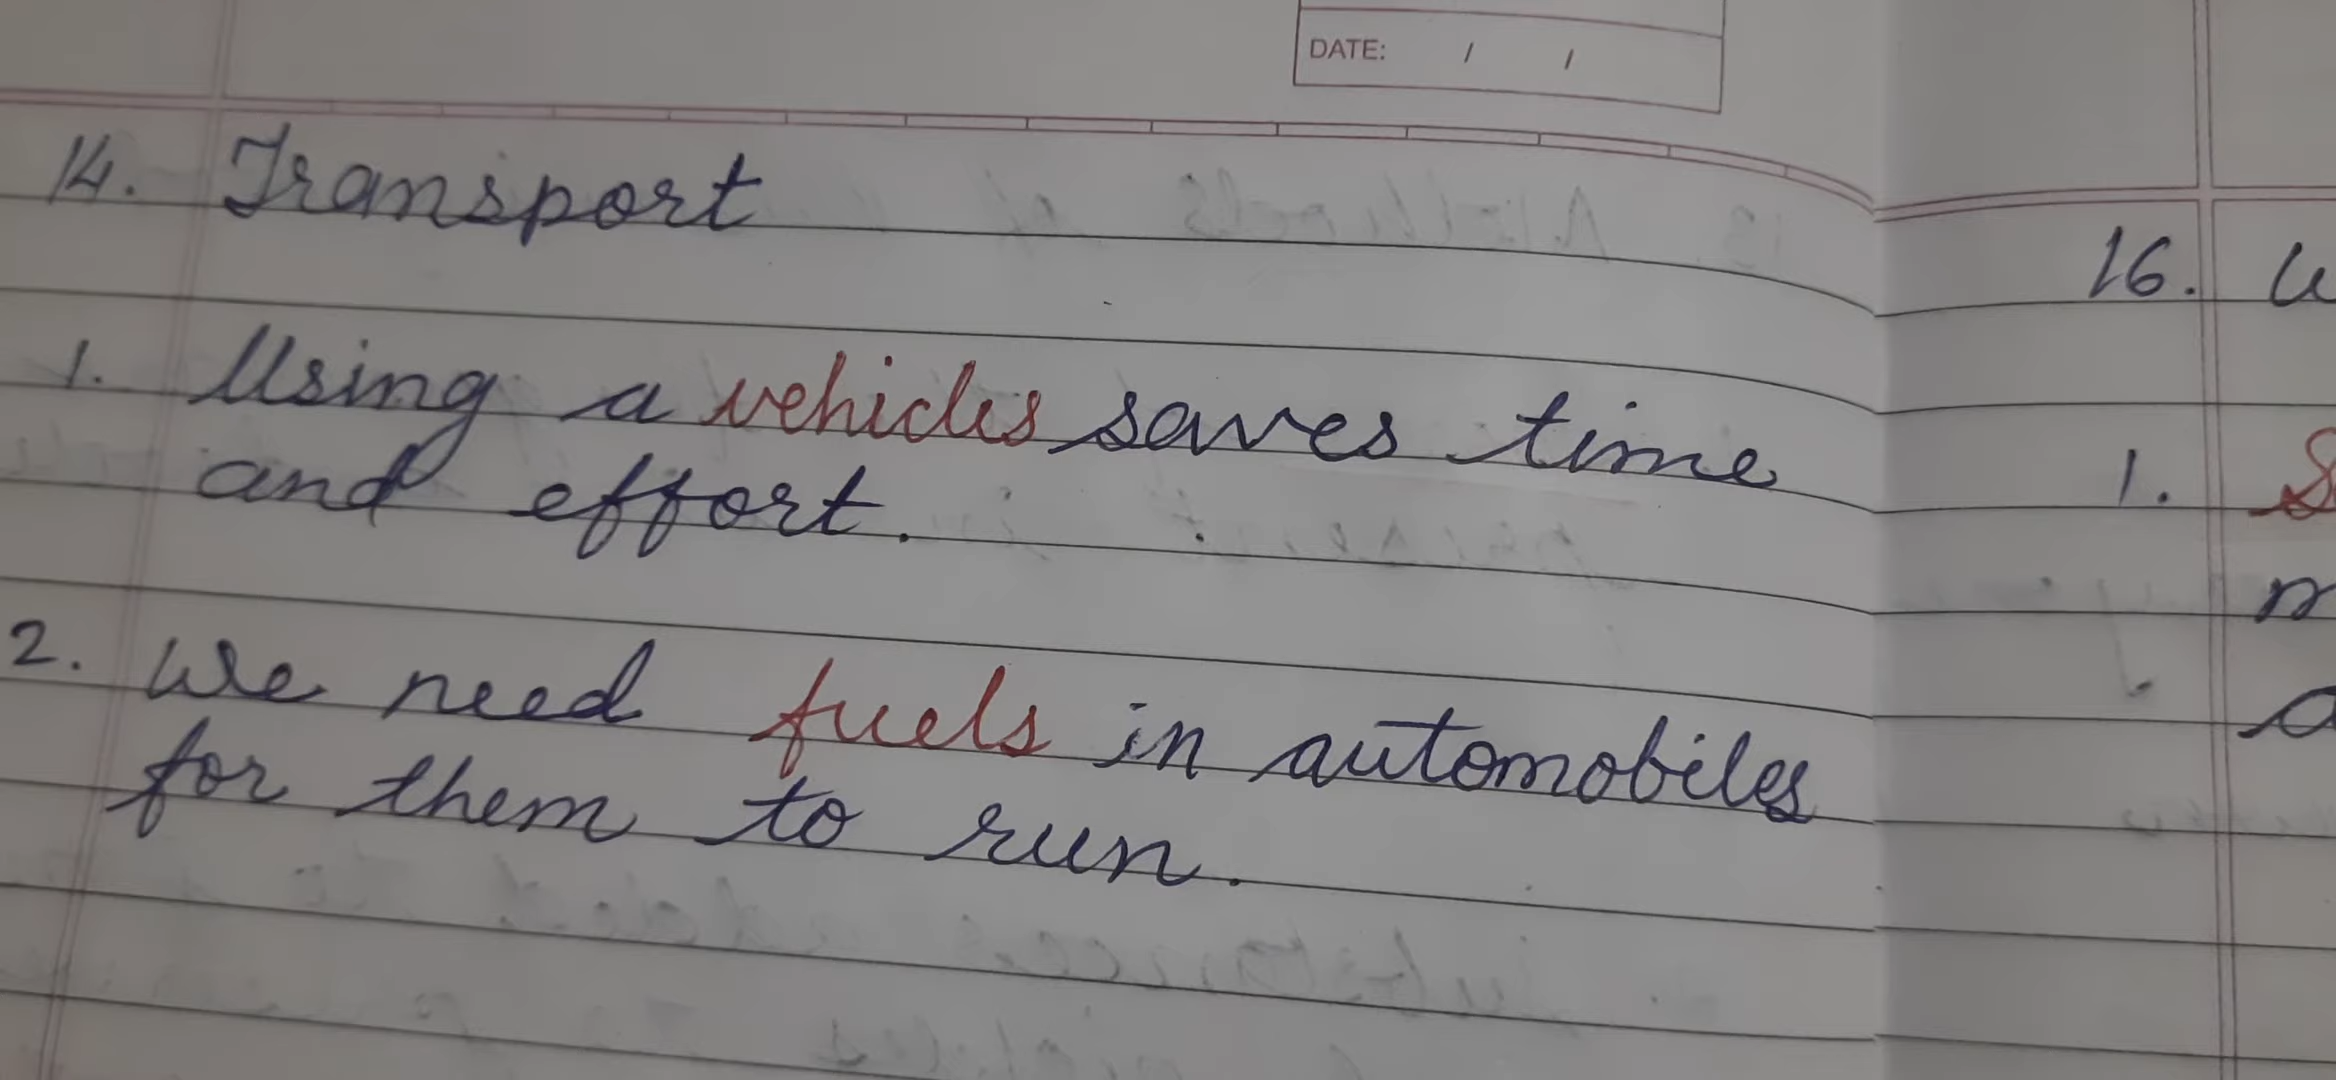 DATE: / /
14. Transport
1. Using a vehicles saves time
and effort.
2. We need fuels in automobiles
for them to run.
16.
1.